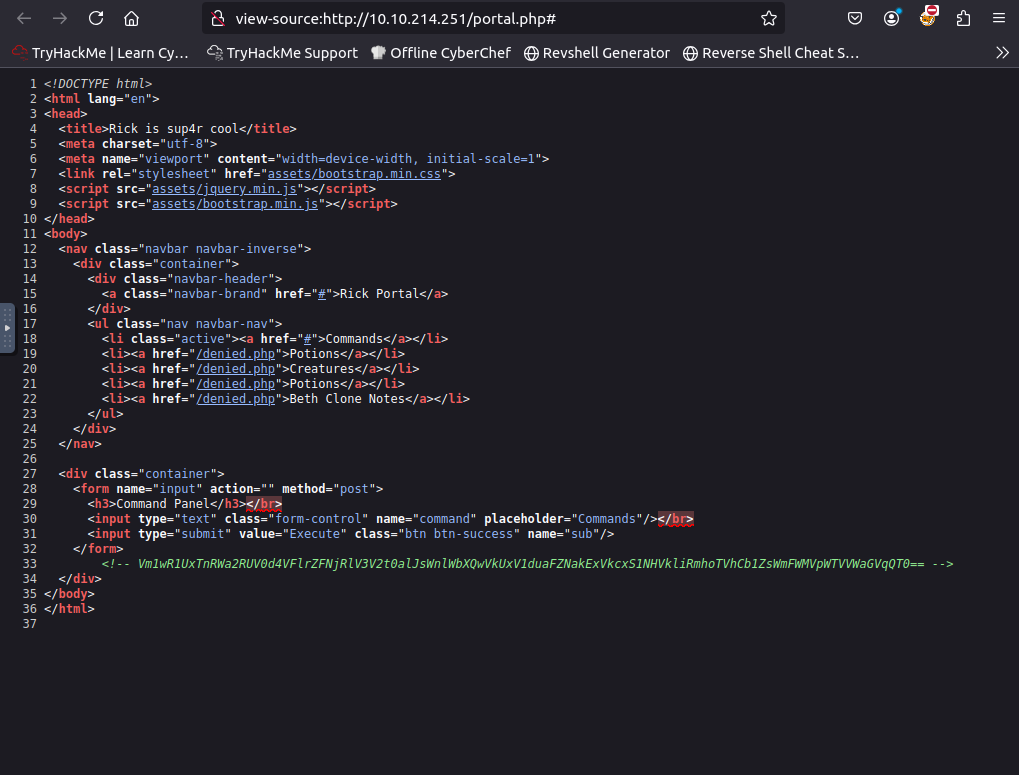 view-source:http://10.10.214.251/portal.php#
TryHackMe | Learn Cy... TryHackMe Support Offline CyberChef Revshell Generator Reverse Shell Cheat S...
1 <!DOCTYPE html>
2 <html lang="en">
3 <head>
4 <title>Rick is sup4r cool</title>
5 <meta charset="utf-8">
6 <meta name="viewport" content="width=device-width, initial-scale=1">
7 <link rel="stylesheet" href="assets/bootstrap.min.css">
8 <script src="assets/jquery.min.js"></script>
9 <script src="assets/bootstrap.min.js"></script>
10 </head>
11 <body>
12 <nav class="navbar navbar-inverse">
13 <div class="container">
14 <div class="navbar-header">
15 <a class="navbar-brand" href="#">Rick Portal</a>
16 </div>
17 <ul class="nav navbar-nav">
18 <li class="active"><a href="#">Commands</a></li>
19 <li><a href="/denied.php">Potions</a></li>
20 <li><a href="/denied.php">Creatures</a></li>
21 <li><a href="/denied.php">Potions</a></li>
22 <li><a href="/denied.php">Beth Clone Notes</a></li>
23 </ul>
24 </div>
25 </nav>
26
27 <div class="container">
28 <form name="input" action="" method="post">
29 <h3>Command Panel</h3></br>
30 <input type="text" class="form-control" name="command" placeholder="Commands"/></br>
31 <input type="submit" value="Execute" class="btn btn-success" name="sub"/>
32 </form>
33 <!-- Vm1wR1UxTnRWa2RUV0d4VFlrZFNjRlV3V2t0alJsWnlWbXQwVkUxV1duaFZNakExVkcxS1NHVkliRmhoTVhCb1ZsWmFWMVpWTVVWaGVqQT0== -->
34 </div>
35 </body>
36 </html>
37